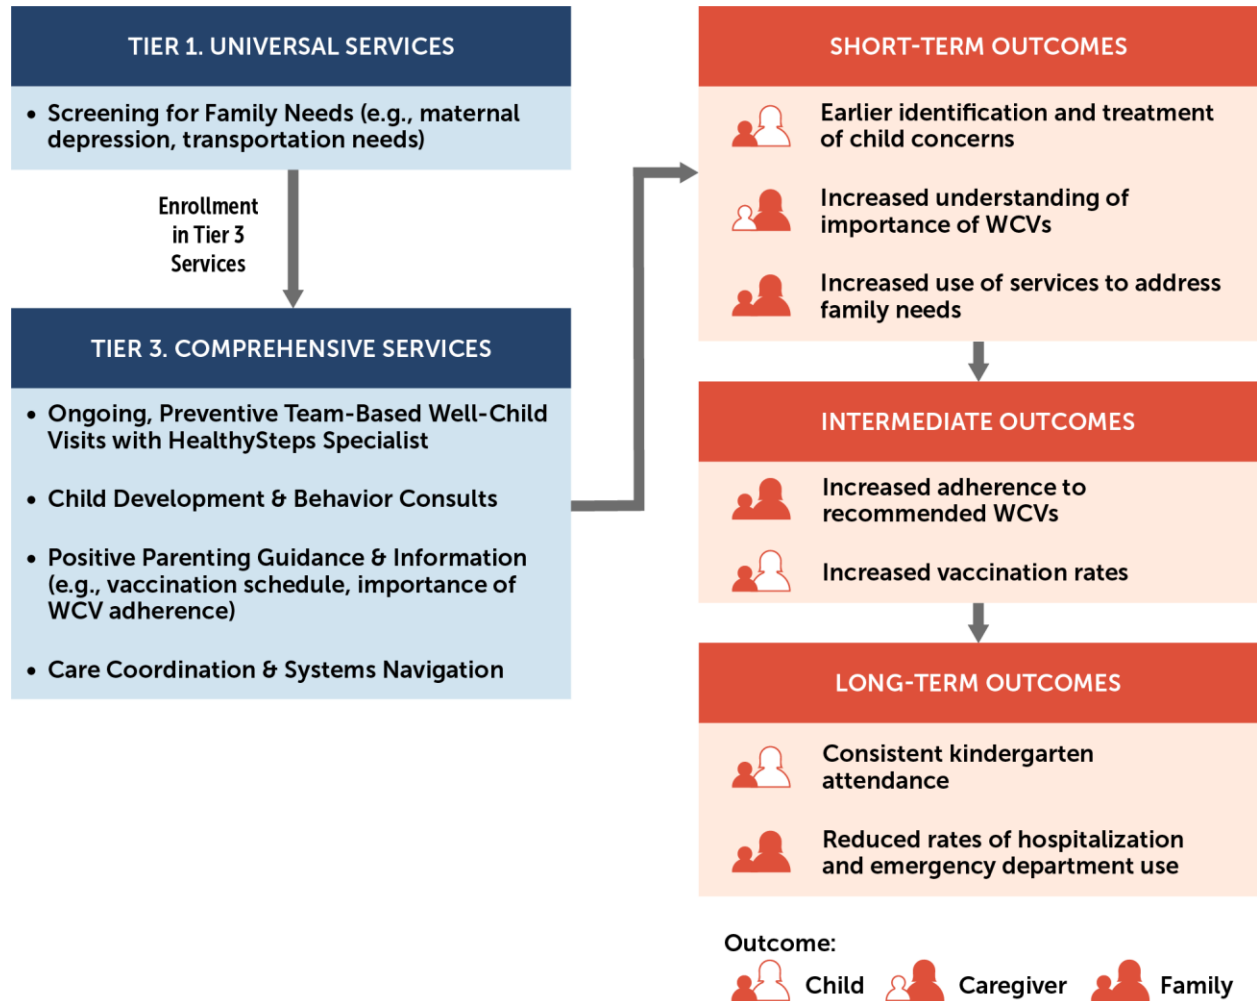 TIER 1. UNIVERSAL SERVICES
• Screening for Family Needs (e.g., maternal
depression, transportation needs)
Enrollment
in Tier 3
Services
TIER 3. COMPREHENSIVE SERVICES
• Ongoing, Preventive Team-Based Well-Child
Visits with HealthySteps Specialist
• Child Development & Behavior Consults
• Positive Parenting Guidance & Information
(e.g., vaccination schedule, importance of
WCV adherence)
• Care Coordination & Systems Navigation
SHORT-TERM OUTCOMES
Earlier identification and treatment
of child concerns
Increased understanding of
importance of WCVs
Increased use of services to address
family needs
INTERMEDIATE OUTCOMES
Increased adherence to
recommended WCVs
Increased vaccination rates
LONG-TERM OUTCOMES
Consistent kindergarten
attendance
Reduced rates of hospitalization
and emergency department use
Outcome:
Child Caregiver Family